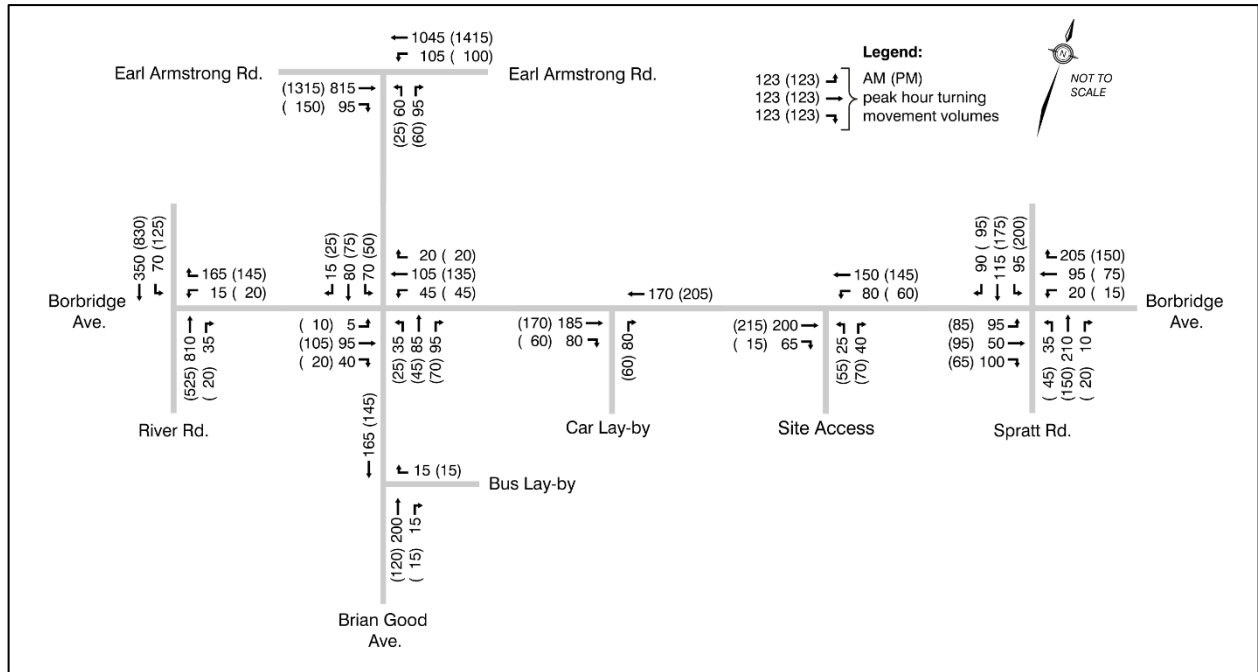 1045 (1415)
105 ( 100)
Earl Armstrong Rd.
Earl Armstrong Rd.
(1315) 815
( 150) 95
(25) 60
(60) 95
Legend:
123 (123)
123 (123)
123 (123)
AM (PM)
peak hour turning
movement volumes
N
NOT TO
SCALE
350 (830)
70 (125)
165 (145)
15 ( 20)
Borbridge
Ave.
(525) 810
( 20) 35
River Rd.
15 (25)
80 (75)
70 (50)
20 ( 20)
105 (135)
45 ( 45)
( 10) 5
(105) 95
( 20) 40
(25) 35
(45) 85
(70) 95
170 (205)
(170) 185
( 60) 80
(60) 80
Car Lay-by
150 (145)
80 ( 60)
(215) 200
( 15) 65
(55) 25
(70) 40
Site Access
90 ( 95)
115 (175)
95 (200)
205 (150)
95 ( 75)
20 ( 15)
Borbridge
Ave.
(85) 95
(95) 50
(65) 100
( 45) 35
(150) 210
( 20) 10
Spratt Rd.
165 (145)
15 (15)
Bus Lay-by
(120) 200
( 15) 15
Brian Good
Ave.